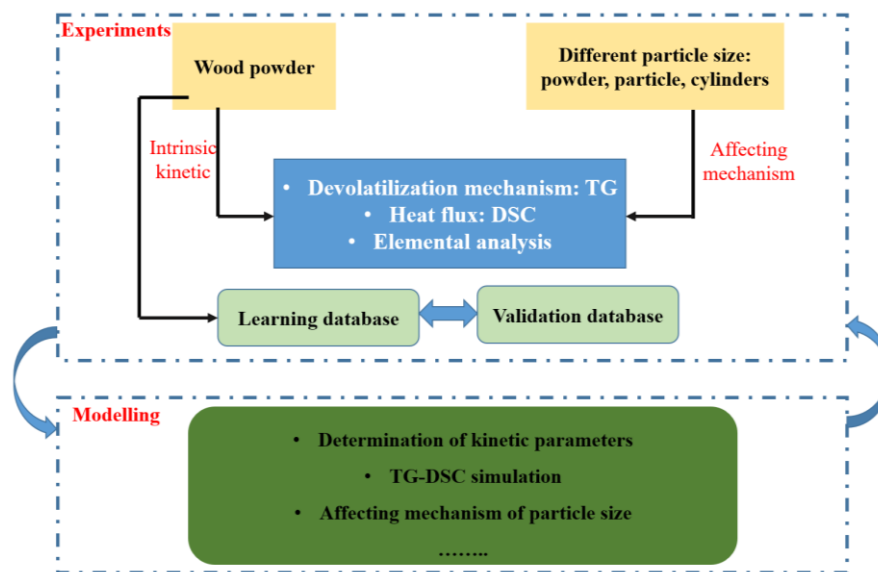 Experiments
Wood powder
Different particle size:
powder, particle, cylinders
Intrinsic
kinetic
Affecting
mechanism
• Devolatilization mechanism: TG
• Heat flux: DSC
• Elemental analysis
Learning database
Validation database
Modelling
• Determination of kinetic parameters
• TG-DSC simulation
• Affecting mechanism of particle size
……..